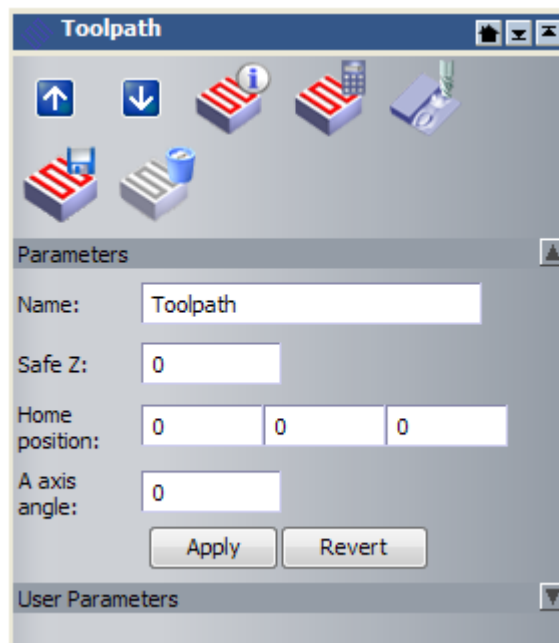 Toolpath
Parameters
Name: Toolpath
Safe Z: 0
Home
position: 0 0 0
A axis
angle: 0
Apply Revert
User Parameters